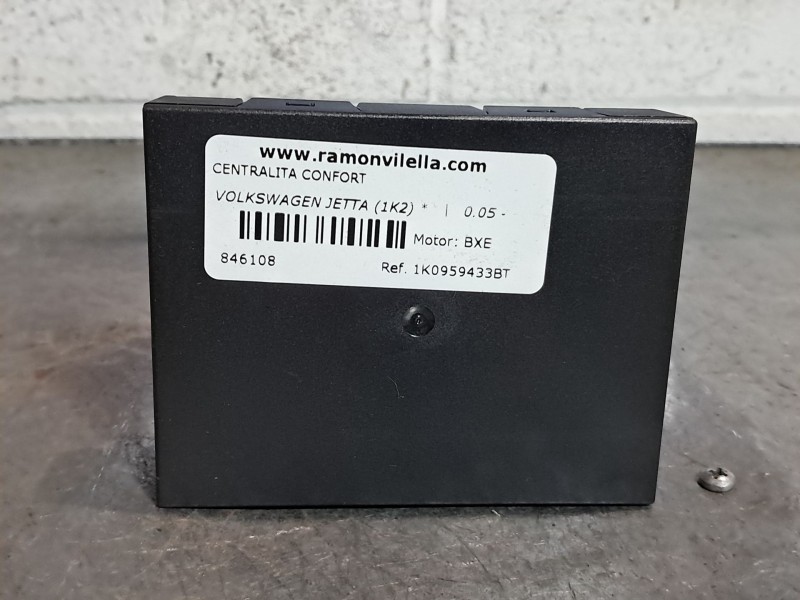 www.ramonvilella.com
CENTRALITA CONFORT
VOLKSWAGEN JETTA (1K2) * | 0.05 -
Motor: BXE
846108 Ref. 1K0959433BT